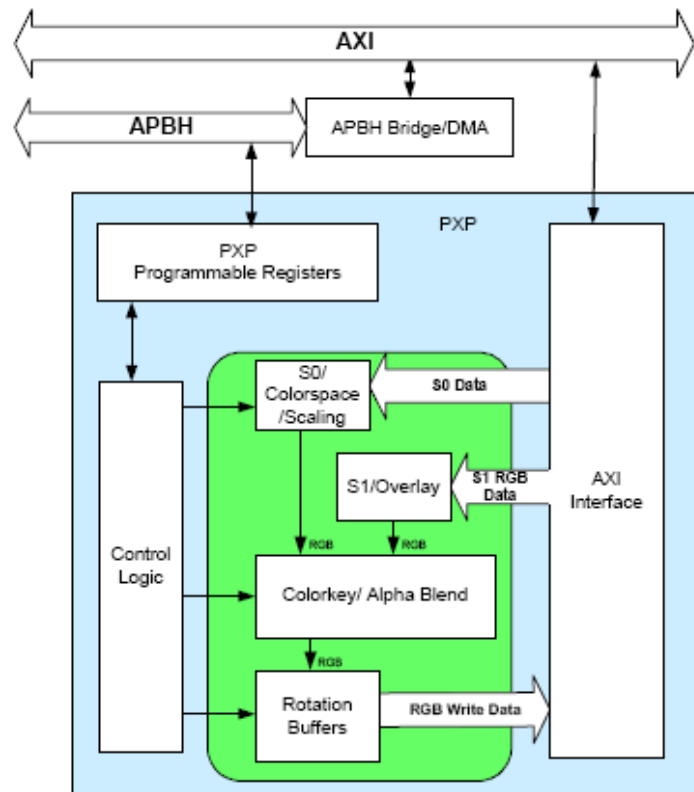 AXI
APBH
APBH Bridge/DMA
PXP
PXP
Programmable Registers
S0/
Colorspace
/Scaling
S0 Data
S1/Overlay
S1 RGB
Data
AXI
Interface
Control
Logic
RGB
RGB
Colorkey/ Alpha Blend
RGB
Rotation
Buffers
RGB Write Data